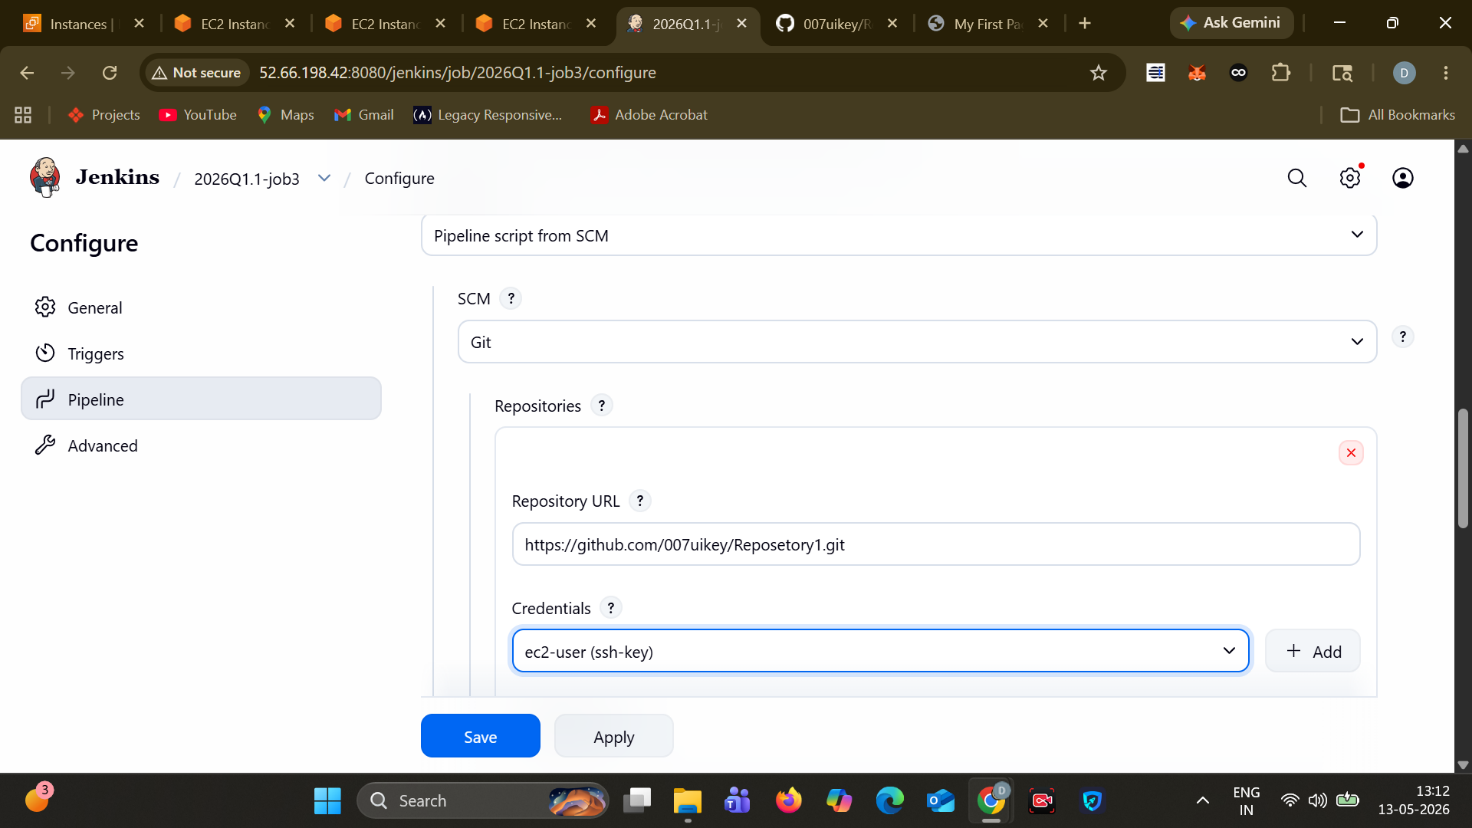 Instances |
EC2 Instanc
EC2 Instanc
EC2 Instanc
2026Q1.1-j
007uikey/R
My First Pa
Ask Gemini
Not secure
52.66.198.42:8080/jenkins/job/2026Q1.1-job3/configure
D
Projects
YouTube
Maps
Gmail
(A) Legacy Responsive...
Adobe Acrobat
All Bookmarks
Jenkins / 2026Q1.1-job3 / Configure
Configure
General
Triggers
Pipeline
Advanced
Pipeline script from SCM
SCM ?
Git
?
Repositories ?
Repository URL ?
https://github.com/007uikey/Reposetory1.git
Credentials ?
ec2-user (ssh-key)
+ Add
Save
Apply
3
Search
D
ENG
IN
13:12
13-05-2026